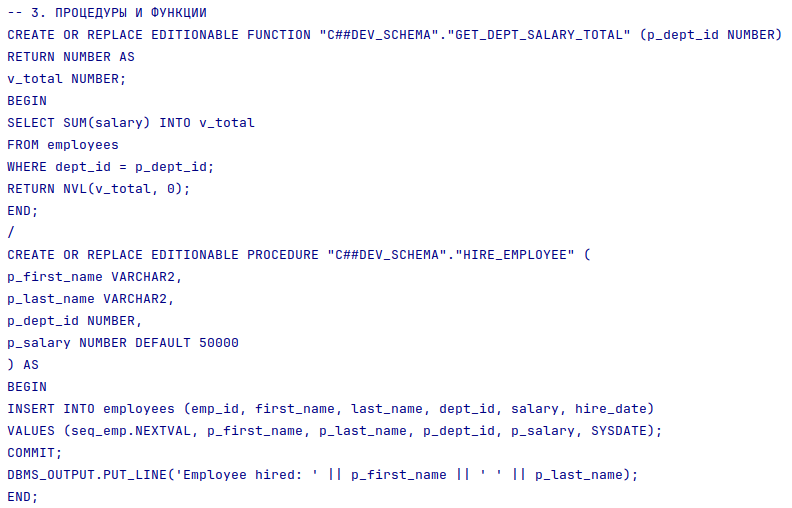 -- 3. ПРОЦЕДУРЫ И ФУНКЦИИ
CREATE OR REPLACE EDITIONABLE FUNCTION "C##DEV_SCHEMA"."GET_DEPT_SALARY_TOTAL" (p_dept_id NUMBER)
RETURN NUMBER AS
v_total NUMBER;
BEGIN
SELECT SUM(salary) INTO v_total
FROM employees
WHERE dept_id = p_dept_id;
RETURN NVL(v_total, 0);
END;
/
CREATE OR REPLACE EDITIONABLE PROCEDURE "C##DEV_SCHEMA"."HIRE_EMPLOYEE" (
p_first_name VARCHAR2,
p_last_name VARCHAR2,
p_dept_id NUMBER,
p_salary NUMBER DEFAULT 50000
) AS
BEGIN
INSERT INTO employees (emp_id, first_name, last_name, dept_id, salary, hire_date)
VALUES (seq_emp.NEXTVAL, p_first_name, p_last_name, p_dept_id, p_salary, SYSDATE);
COMMIT;
DBMS_OUTPUT.PUT_LINE('Employee hired: ' || p_first_name || ' ' || p_last_name);
END;